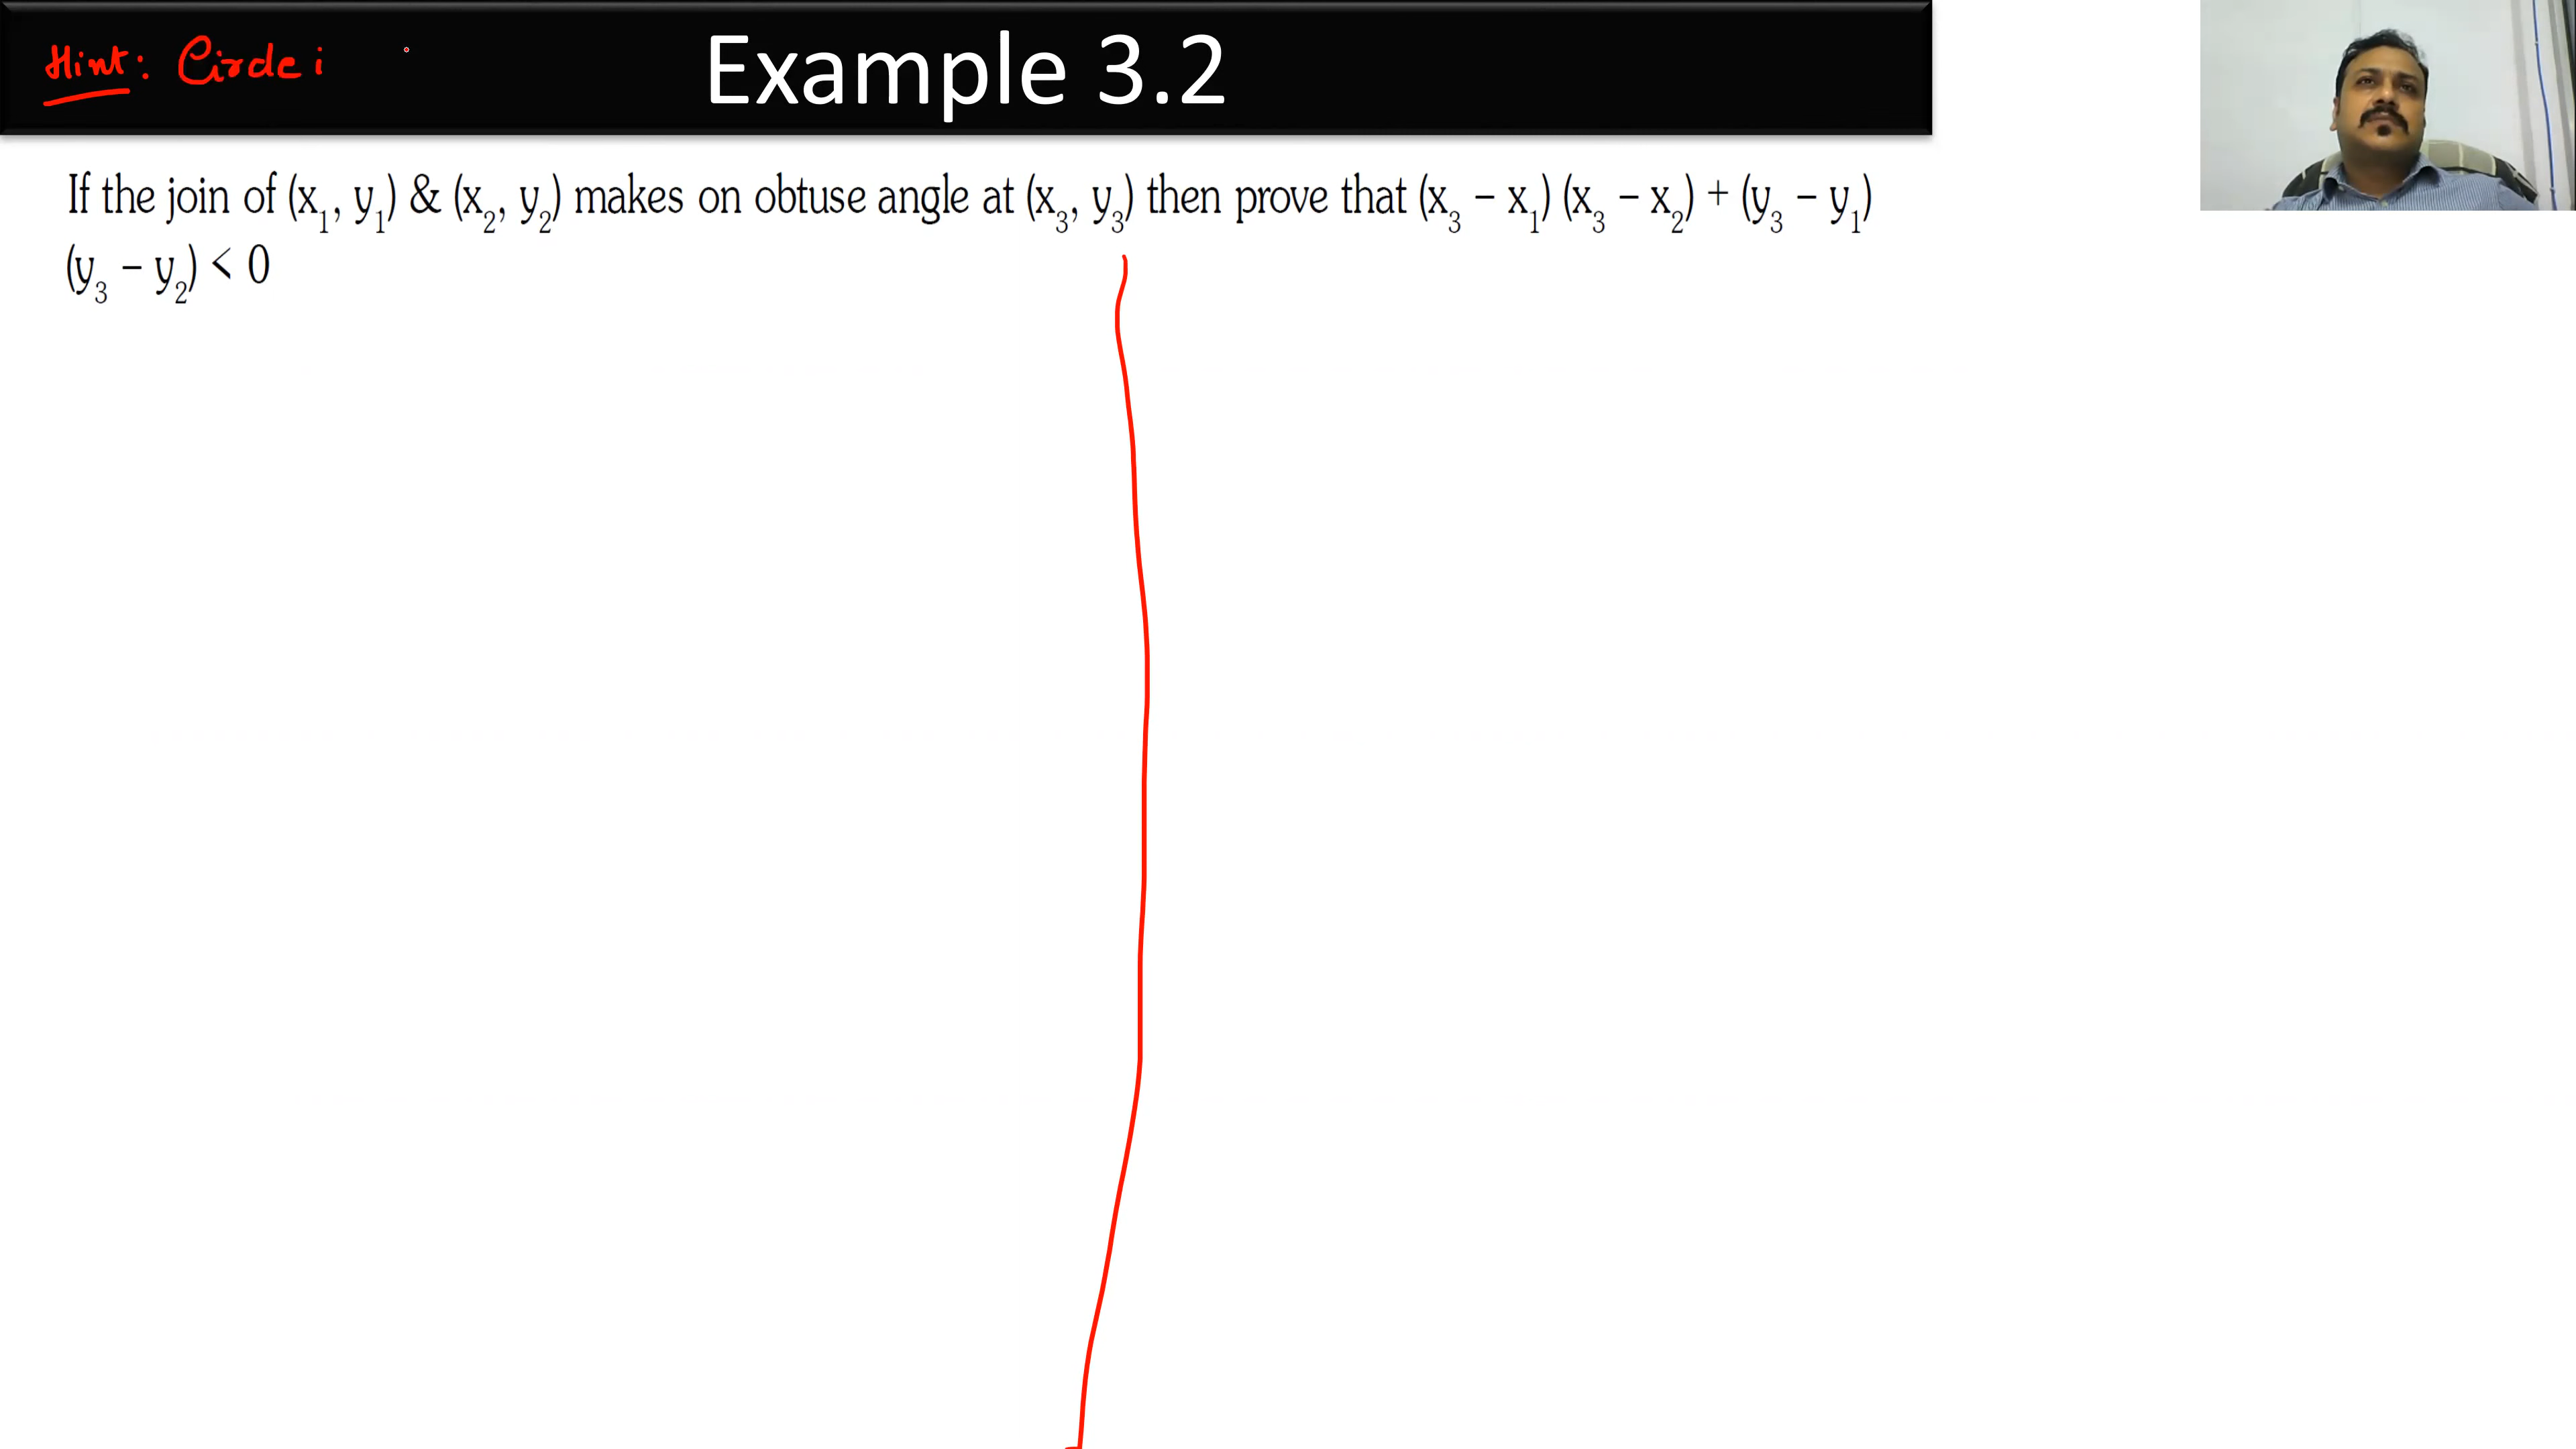 Hint: Circle i
Example 3.2
If the join of (x₁, y₁) & (x₂, y₂) makes on obtuse angle at (x₃, y₃) then prove that (x₃ – x₁) (x₃ – x₂) + (y₃ – y₁)
(y₃ – y₂) < 0